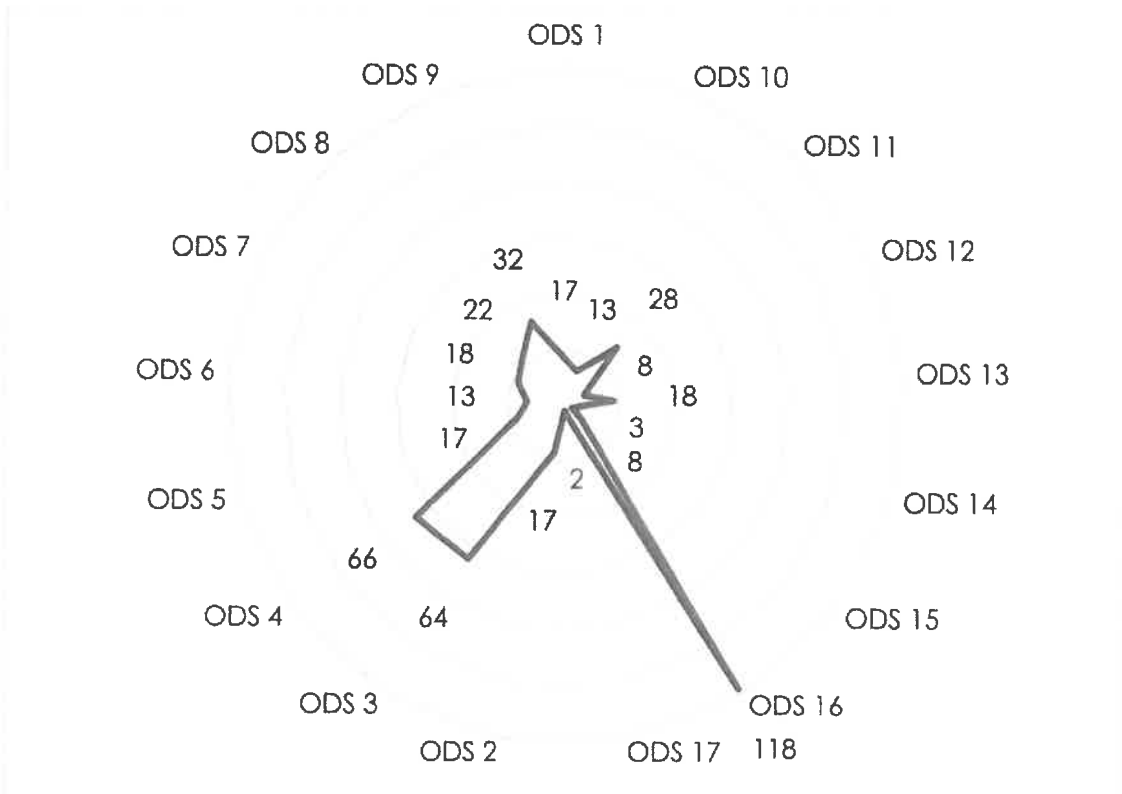 ODS 1
ODS 9
ODS 10
ODS 8
ODS 11
ODS 7
ODS 12
32
17
13
28
22
18
8
ODS 6
ODS 13
13
18
17
3
8
2
ODS 5
ODS 14
17
66
ODS 4
64
ODS 15
ODS 3
ODS 16
ODS 2
ODS 17
118